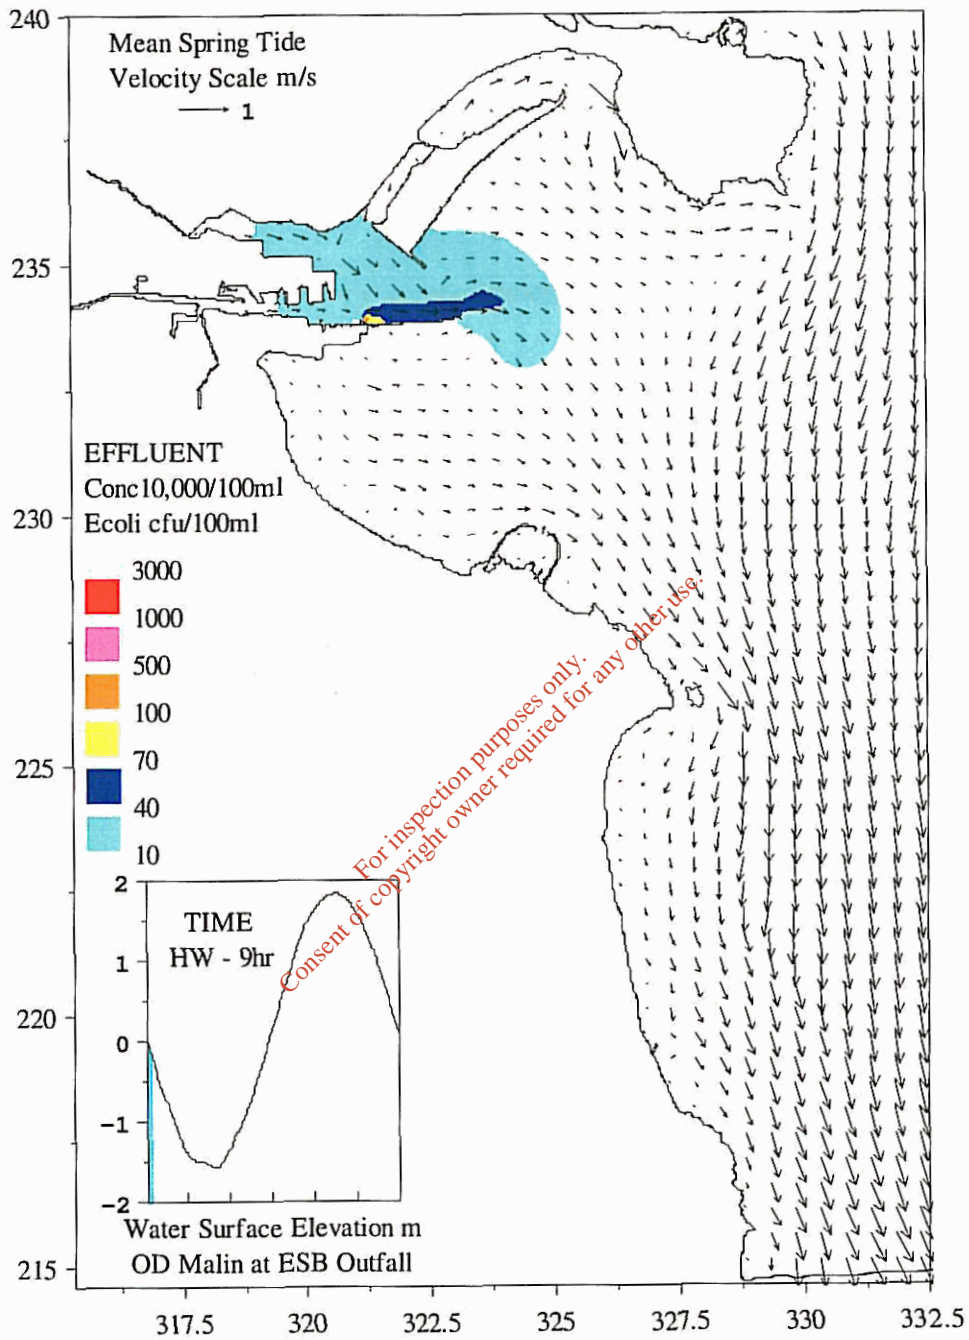 240
Mean Spring Tide
Velocity Scale m/s
1
235
EFFLUENT
Conc10,000/100ml
Ecoli cfu/100ml
230
3000
1000
500
100
70
40
10
225
For inspection purposes only.
Consent of copyright owner required for any other use.
2
TIME
HW - 9hr
1
0
-1
-2
220
Water Surface Elevation m
OD Malin at ESB Outfall
215
317.5 320 322.5 325 327.5 330 332.5